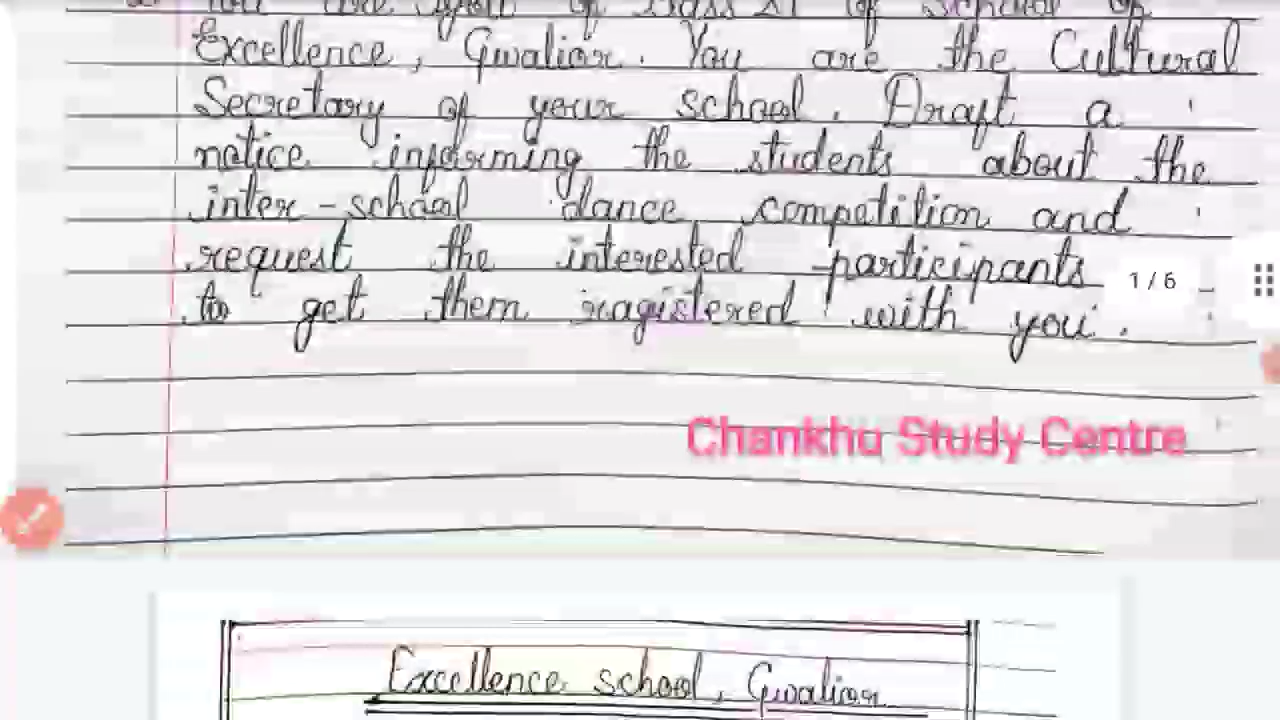 Excellence, Gwalior. You are the Cultural
Secretary of your school. Draft a
notice informing the students about the
inter-school dance competition and
request the interested participants
1/6
to get them ragistered with you.
Chankhu Study Centre
Excellence school, Gwalior